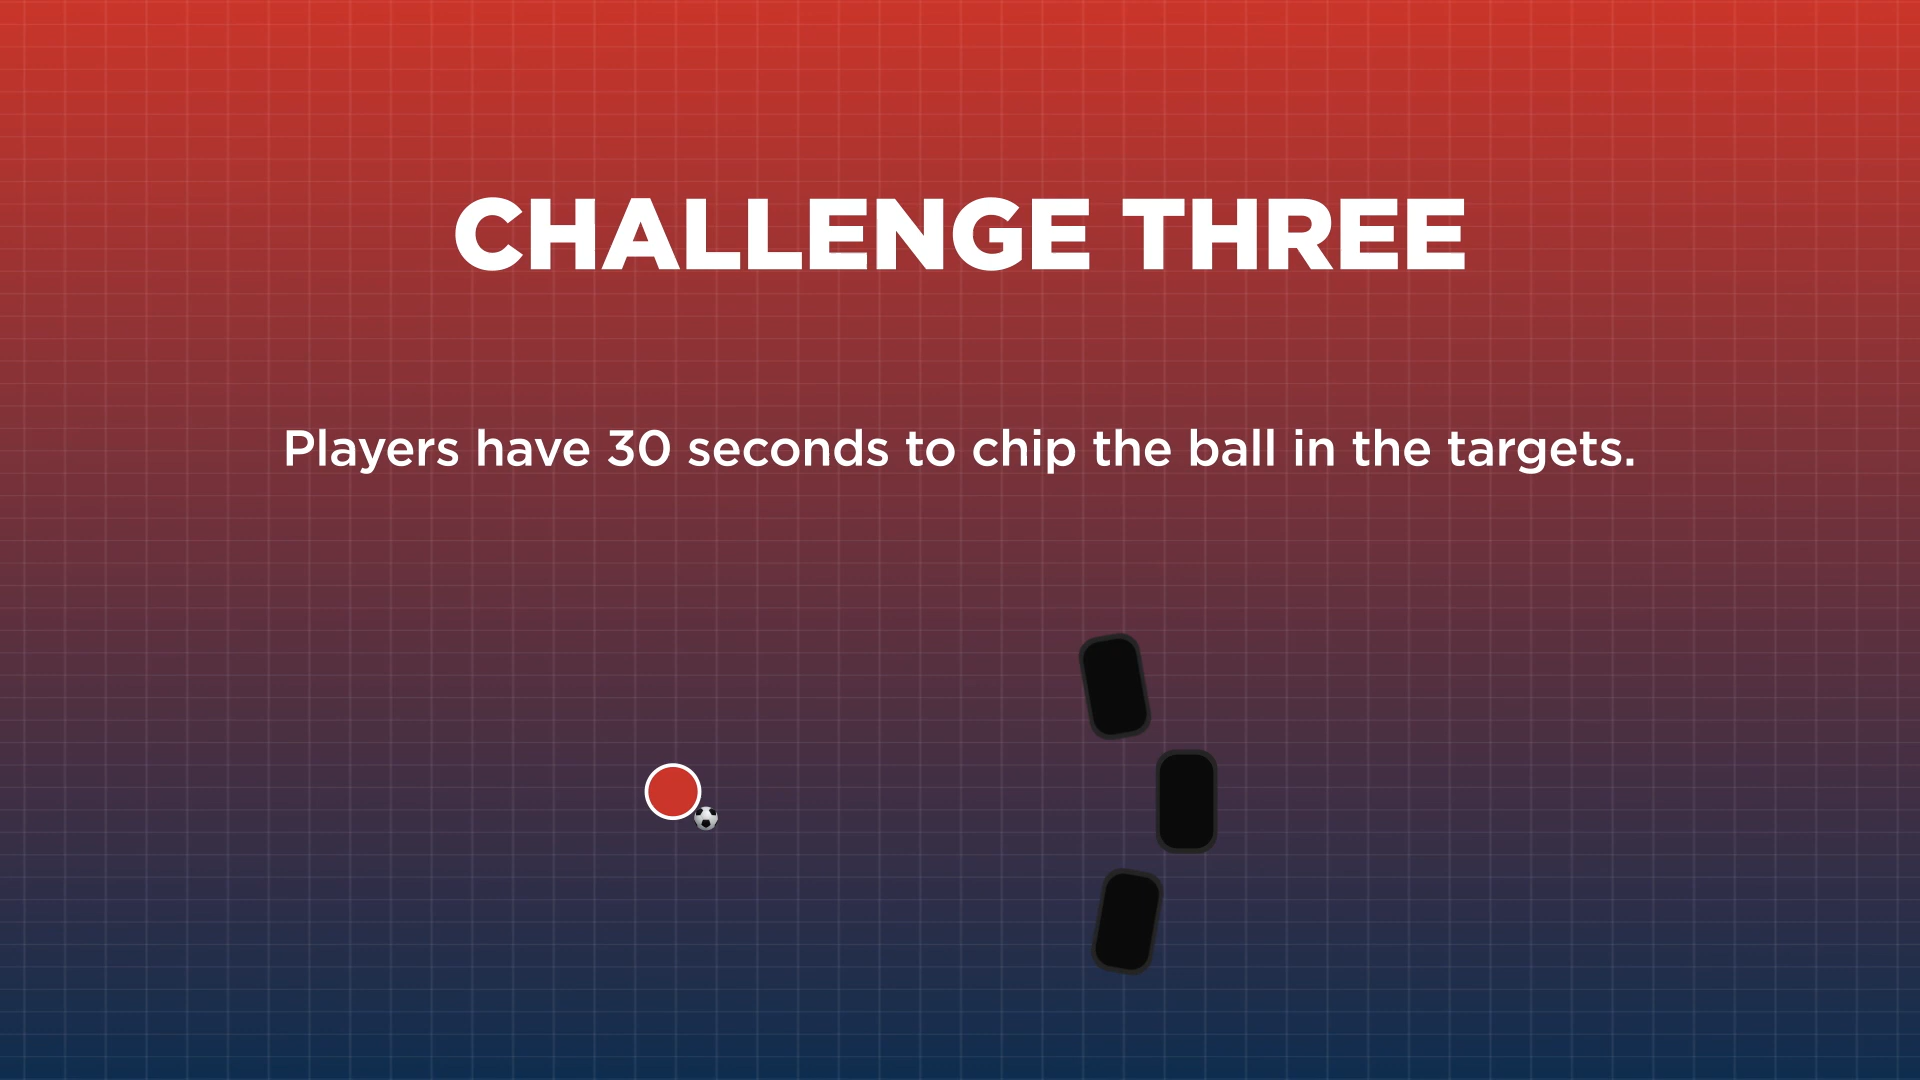 CHALLENGE THREE
Players have 30 seconds to chip the ball in the targets.